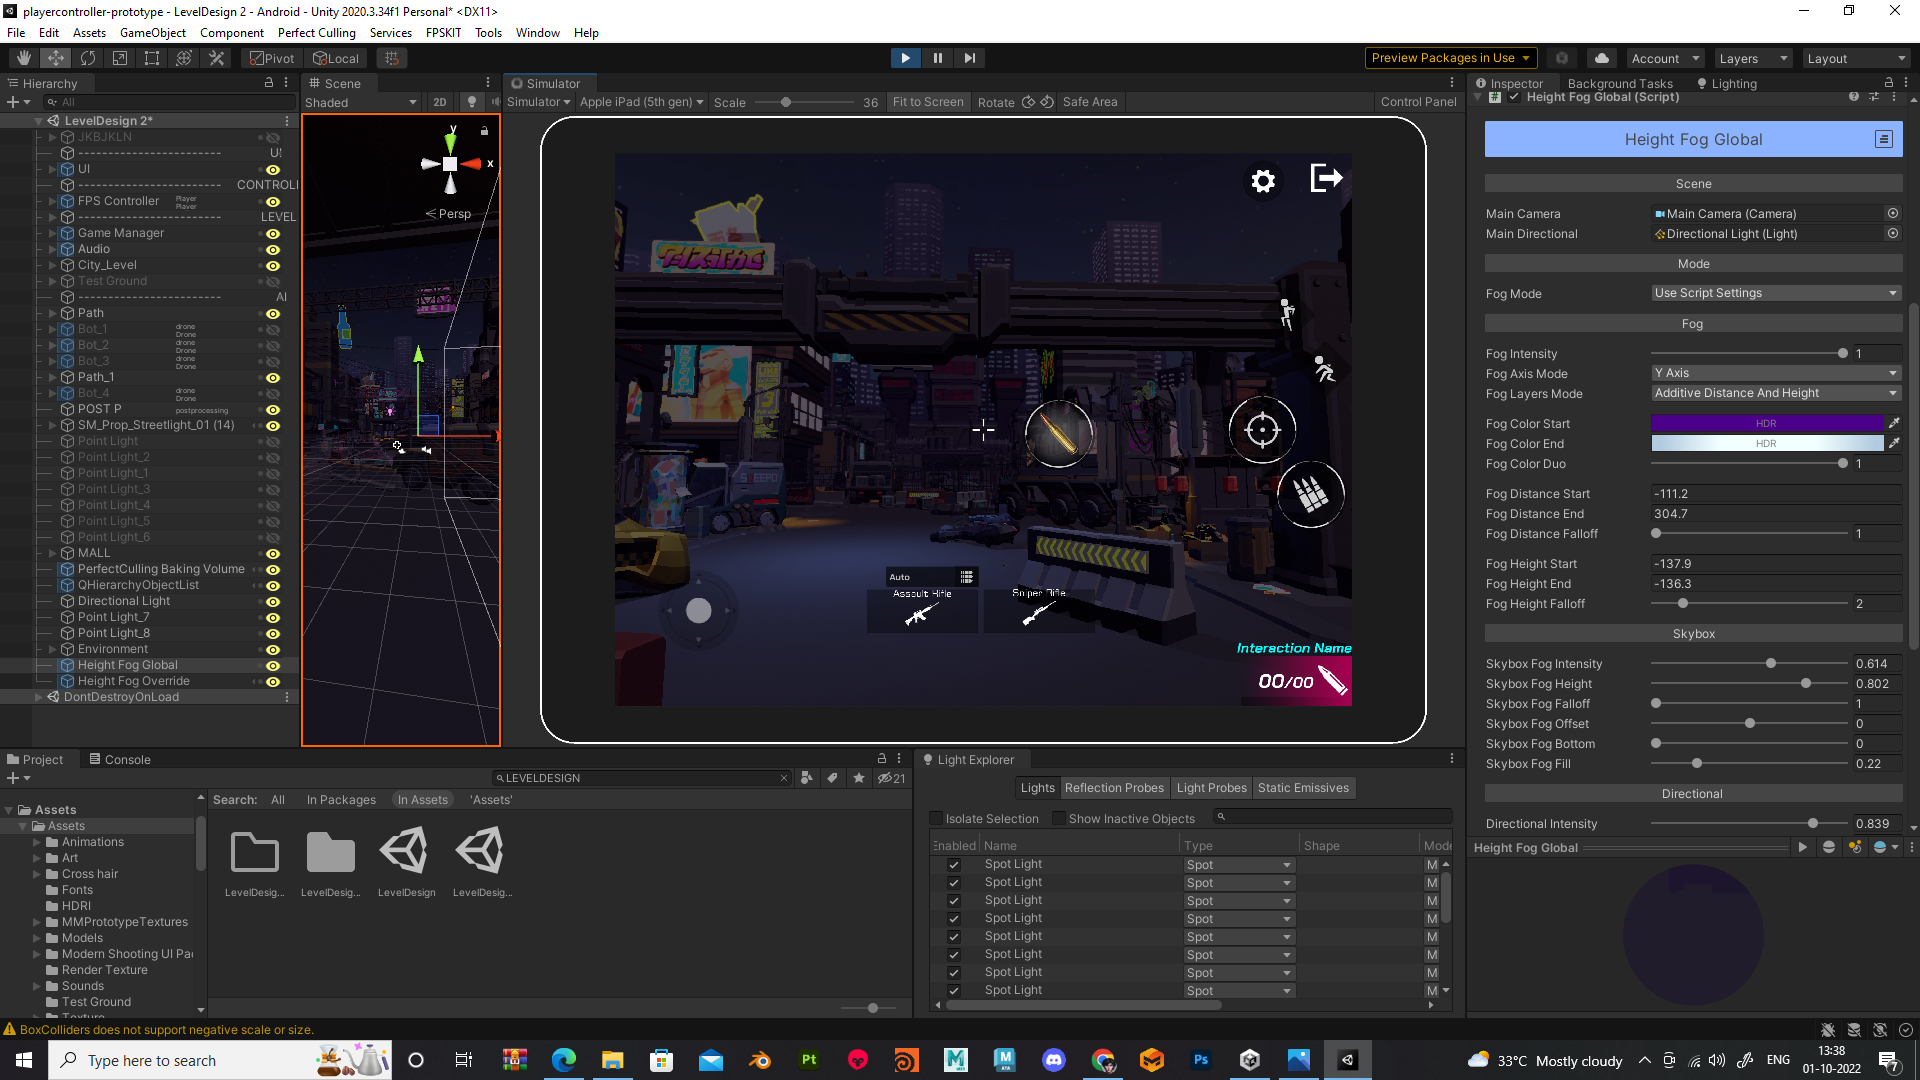 playercontroller-prototype - LevelDesign 2 - Android - Unity 2020.3.34f1 Personal* <DX11>
File Edit Assets GameObject Component Perfect Culling Services FPSKIT Tools Window Help
Pivot Local
Preview Packages in Use Account Layers Layout
Hierarchy
All
LevelDesign 2*
JKBJKLN
------------------------- UI
UI
------------------------- CONTROLI
FPS Controller Player Player
------------------------- LEVEL
Game Manager
Audio
City_Level
Test Ground
------------------------- AI
Path
Bot_1 drone Drone
Bot_2 drone Drone
Bot_3 drone Drone
Path_1
Bot_4 drone Drone
POST P postprocessing
SM_Prop_Streetlight_01 (14)
Point Light
Point Light_2
Point Light_1
Point Light_3
Point Light_4
Point Light_5
Point Light_6
MALL
PerfectCulling Baking Volume
QHierarchyObjectList
Directional Light
Point Light_7
Point Light_8
Environment
Height Fog Global
Height Fog Override
DontDestroyOnLoad
Scene
Shaded 2D
y
x
Persp
Simulator
Simulator Apple iPad (5th gen) Scale 36 Fit to Screen Rotate Safe Area Control Panel
Auto
Assault Rifle
Sniper Rifle
Interaction Name
00/00
Inspector Background Tasks Lighting
Height Fog Global (Script)
Height Fog Global
Scene
Main Camera Main Camera (Camera)
Main Directional Directional Light (Light)
Mode
Fog Mode Use Script Settings
Fog
Fog Intensity 1
Fog Axis Mode Y Axis
Fog Layers Mode Additive Distance And Height
Fog Color Start HDR
Fog Color End HDR
Fog Color Duo 1
Fog Distance Start -111.2
Fog Distance End 304.7
Fog Distance Falloff 1
Fog Height Start -137.9
Fog Height End -136.3
Fog Height Falloff 2
Skybox
Skybox Fog Intensity 0.614
Skybox Fog Height 0.802
Skybox Fog Falloff 1
Skybox Fog Offset 0
Skybox Fog Bottom 0
Skybox Fog Fill 0.22
Directional
Directional Intensity 0.839
Height Fog Global
Project Console
LEVELDESIGN
21
Search: All In Packages In Assets 'Assets'
Assets
Assets
Animations
Art
Cross hair
Fonts
HDRI
MMPrototypeTextures
Models
Modern Shooting UI Pa
Render Texture
Sounds
Test Ground
Texture
LevelDesig... LevelDesig... LevelDesign LevelDesig...
Light Explorer
Lights Reflection Probes Light Probes Static Emissives
Isolate Selection Show Inactive Objects
Enabled Name Type Shape Mode
Spot Light Spot M
Spot Light Spot M
Spot Light Spot M
Spot Light Spot M
Spot Light Spot M
Spot Light Spot M
Spot Light Spot M
Spot Light Spot M
BoxColliders does not support negative scale or size.
Type here to search
33°C Mostly cloudy ENG
13:38
01-10-2022
7